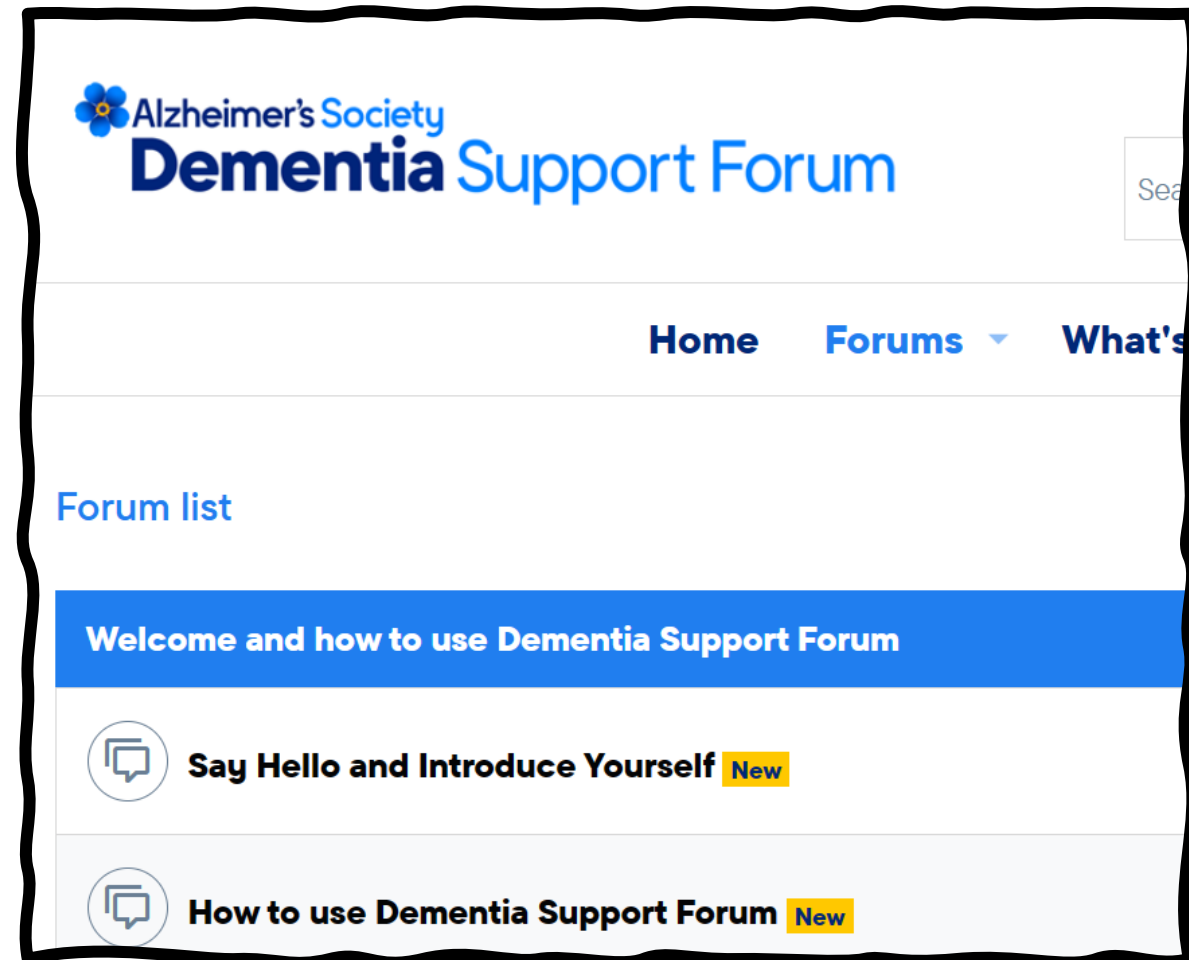 Alzheimer's Society
Dementia Support Forum
Home Forums What's
Forum list
Welcome and how to use Dementia Support Forum
Say Hello and Introduce Yourself New
How to use Dementia Support Forum New